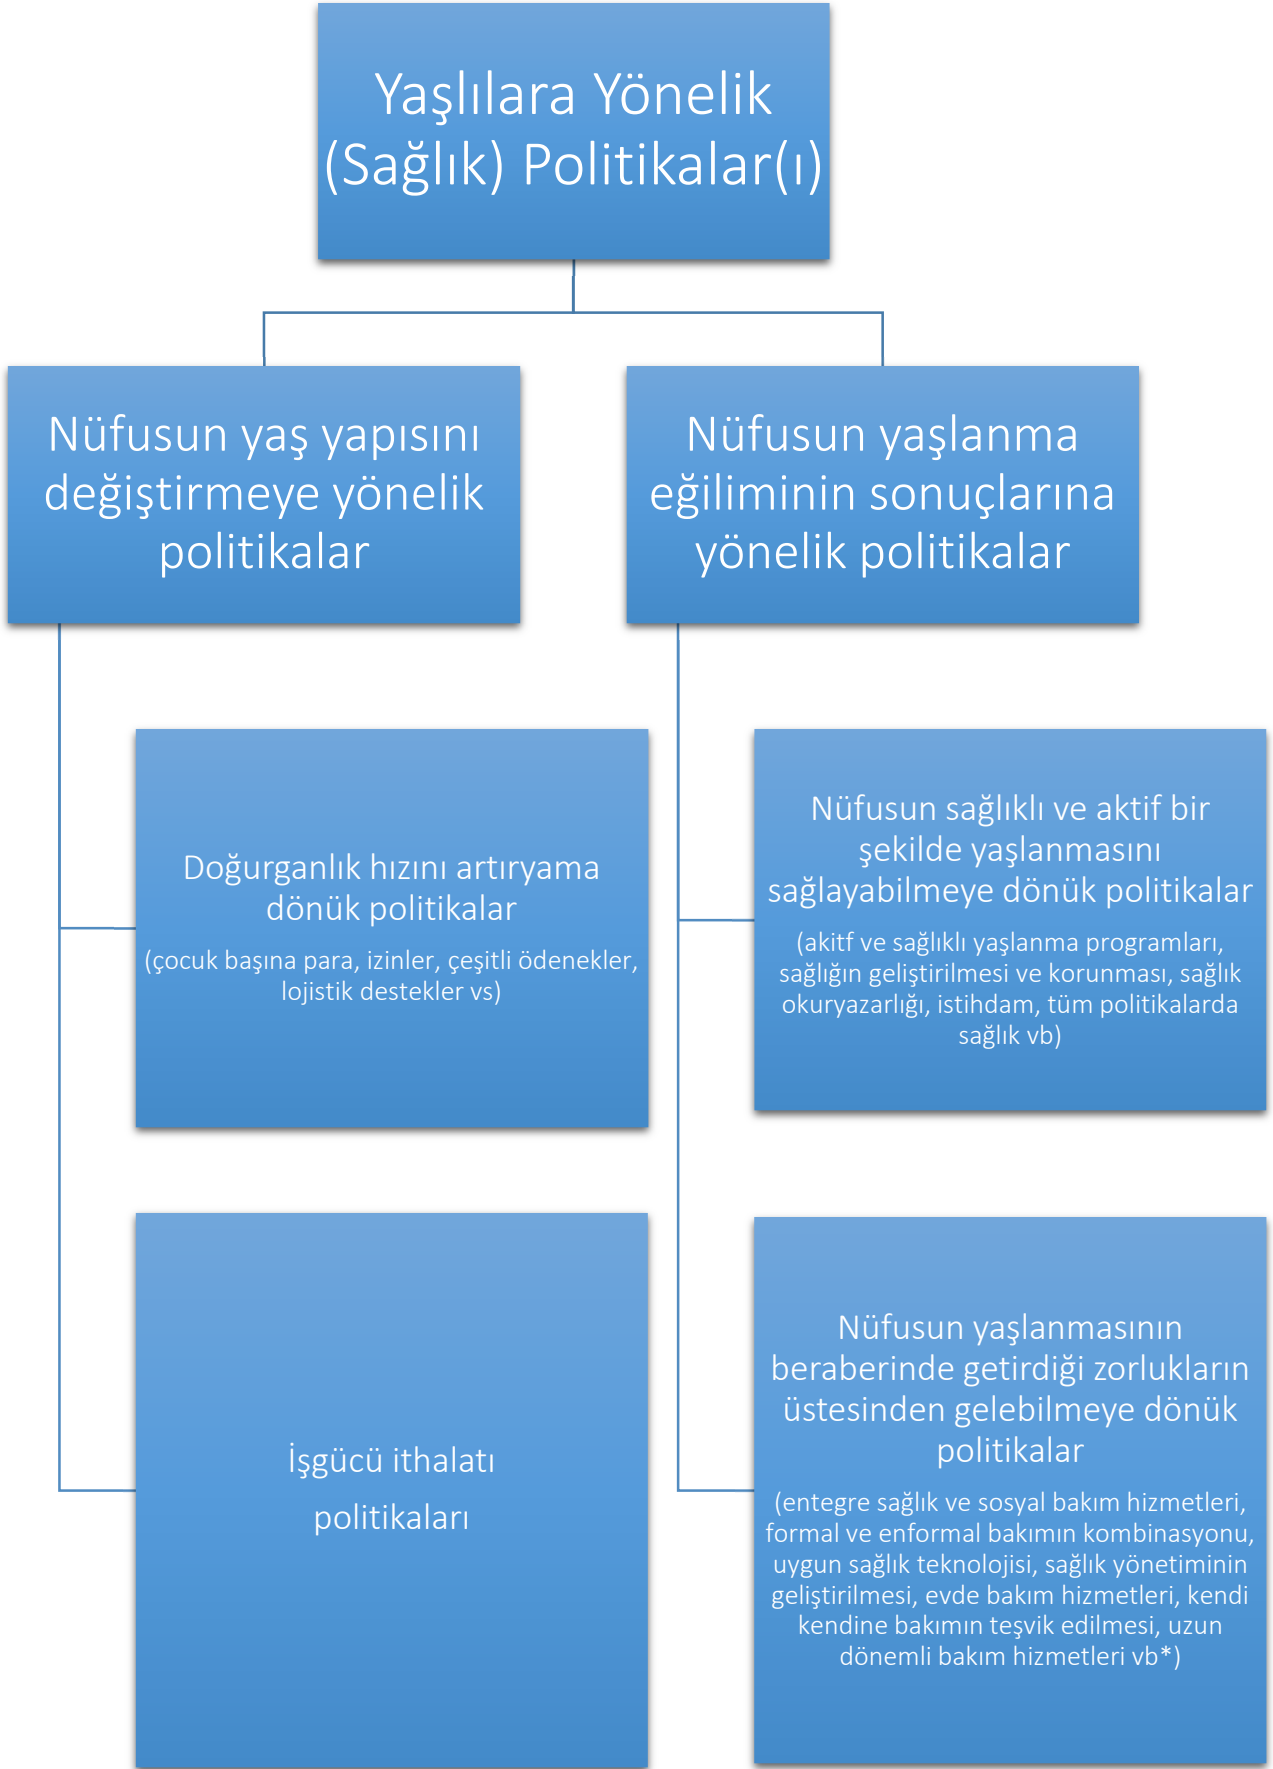 Yaşlılara Yönelik
(Sağlık) Politikalar(ı)
Nüfusun yaş yapısını
değiştirmeye yönelik
politikalar
Doğurganlık hızını artıryama
dönük politikalar
(çocuk başına para, izinler, çeşitli ödenekler,
lojistik destekler vs)
İşgücü ithalatı
politikaları
Nüfusun yaşlanma
eğiliminin sonuçlarına
yönelik politikalar
Nüfusun sağlıklı ve aktif bir
şekilde yaşlanmasını
sağlayabilmeye dönük politikalar
(akitf ve sağlıklı yaşlanma programları,
sağlığın geliştirilmesi ve korunması, sağlık
okuryazarlığı, istihdam, tüm politikalarda
sağlık vb)
Nüfusun yaşlanmasının
beraberinde getirdiği zorlukların
üstesinden gelebilmeye dönük
politikalar
(entegre sağlık ve sosyal bakım hizmetleri,
formal ve enformal bakımın kombinasyonu,
uygun sağlık teknolojisi, sağlık yönetiminin
geliştirilmesi, evde bakım hizmetleri, kendi
kendine bakımın teşvik edilmesi, uzun
dönemli bakım hizmetleri vb*)